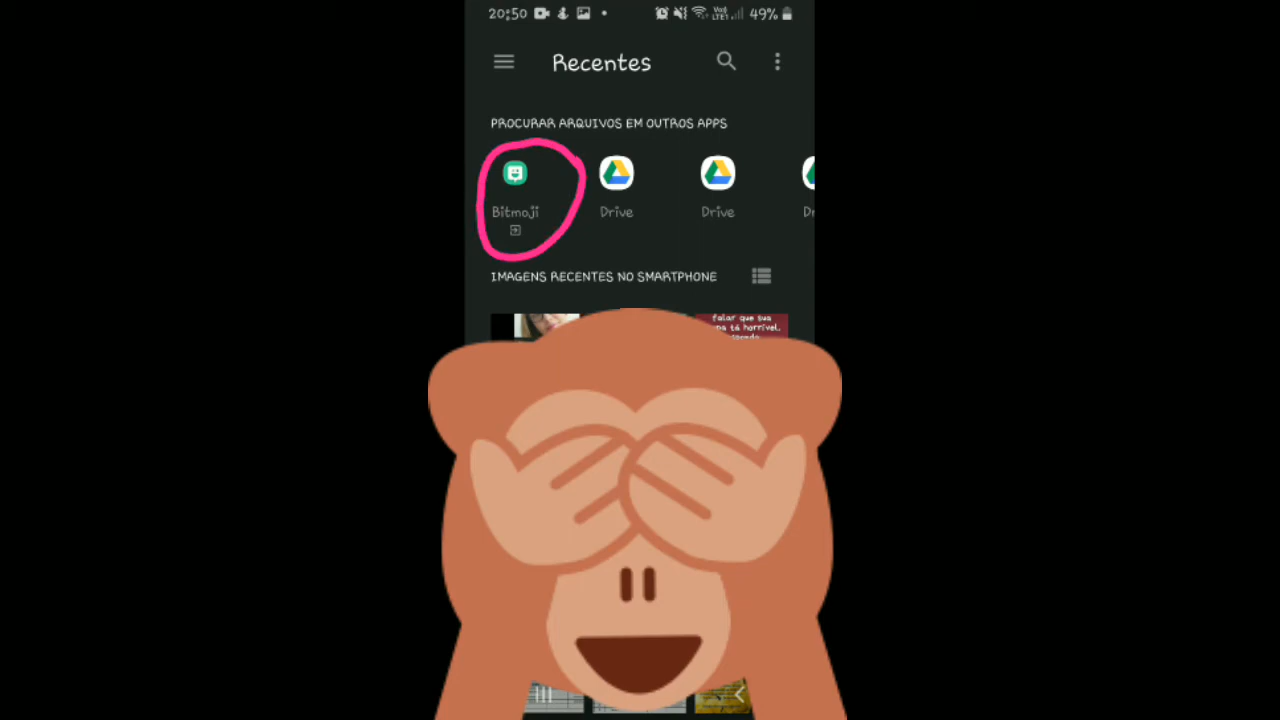 20:50 49%
Recentes
PROCURAR ARQUIVOS EM OUTROS APPS
Bitmoji Drive Drive
IMAGENS RECENTES NO SMARTPHONE
falar que sua
tá horrível,